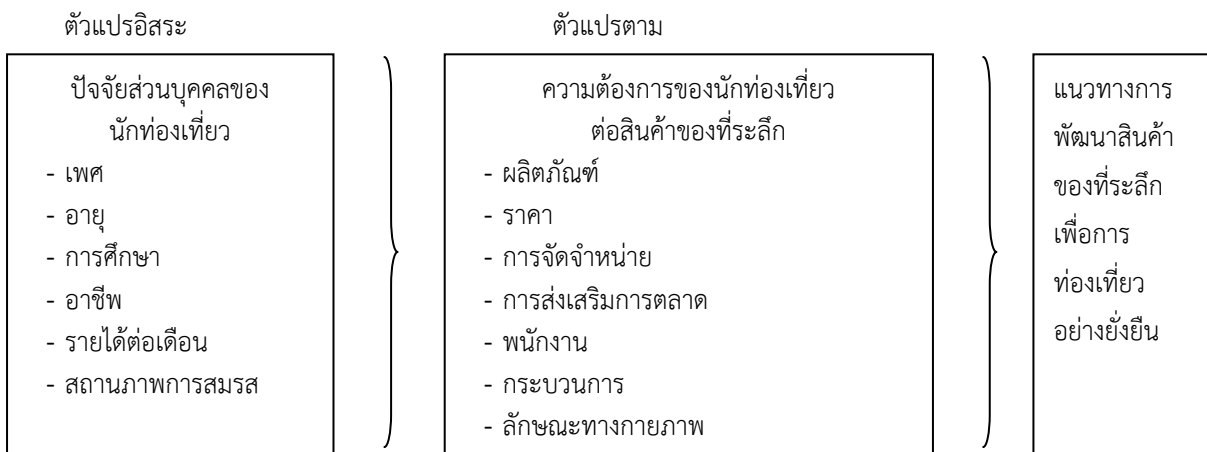 ตัวแปรอิสระ
ตัวแปรตาม
ปัจจัยส่วนบุคคลของ
นักท่องเที่ยว
- เพศ
- อายุ
- การศึกษา
- อาชีพ
- รายได้ต่อเดือน
- สถานภาพการสมรส
ความต้องการของนักท่องเที่ยว
ต่อสินค้าของที่ระลึก
- ผลิตภัณฑ์
- ราคา
- การจัดจำหน่าย
- การส่งเสริมการตลาด
- พนักงาน
- กระบวนการ
- ลักษณะทางกายภาพ
แนวทางการ
พัฒนาสินค้า
ของที่ระลึก
เพื่อการ
ท่องเที่ยว
อย่างยั่งยืน